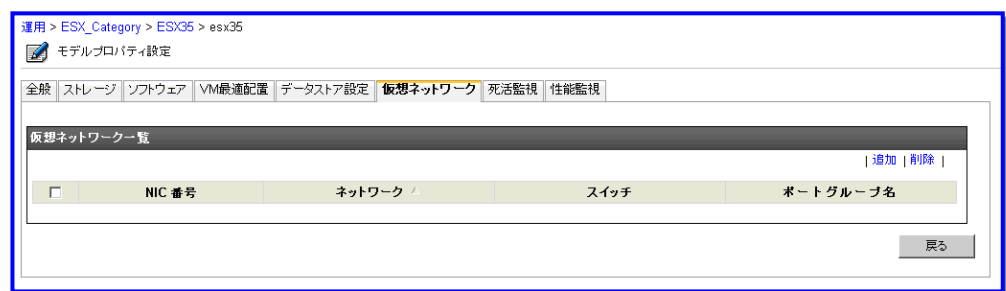 運用 > ESX_Category > ESX35 > esx35
モデルプロパティ設定
全般 ストレージ ソフトウェア VM最適配置 データストア設定 仮想ネットワーク 死活監視 性能監視
仮想ネットワーク一覧
| 追加 | 削除 |
NIC 番号 ネットワーク スイッチ ポートグループ名
戻る